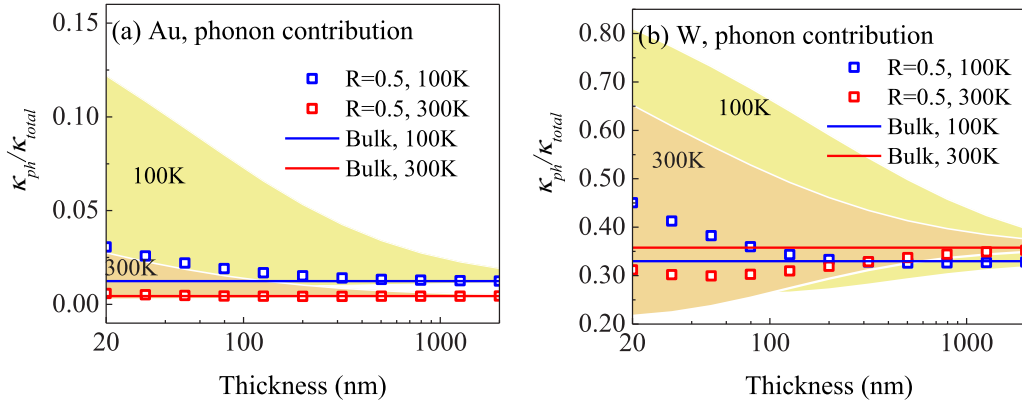 (a) Au, phonon contribution
R=0.5, 100K
R=0.5, 300K
Bulk, 100K
Bulk, 300K
100K
300K
κph/κtotal
0.15
0.10
0.05
0.00
20
100
1000
Thickness (nm)
(b) W, phonon contribution
R=0.5, 100K
R=0.5, 300K
Bulk, 100K
Bulk, 300K
100K
300K
κph/κtotal
0.80
0.70
0.60
0.50
0.40
0.30
0.20
20
100
1000
Thickness (nm)